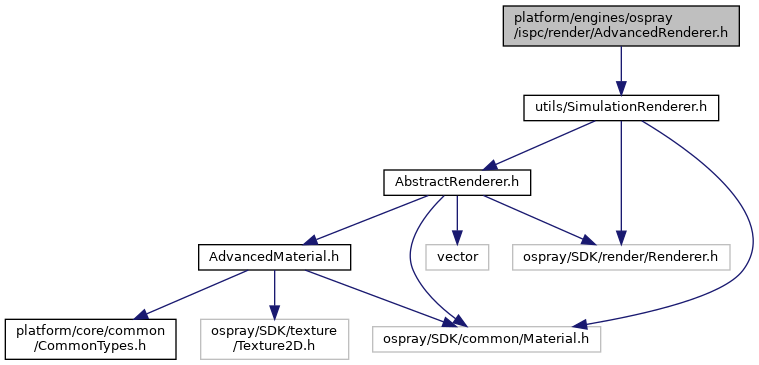 platform/engines/ospray
/ispc/render/AdvancedRenderer.h
utils/SimulationRenderer.h
AbstractRenderer.h
AdvancedMaterial.h
vector
ospray/SDK/render/Renderer.h
platform/core/common
/CommonTypes.h
ospray/SDK/texture
/Texture2D.h
ospray/SDK/common/Material.h